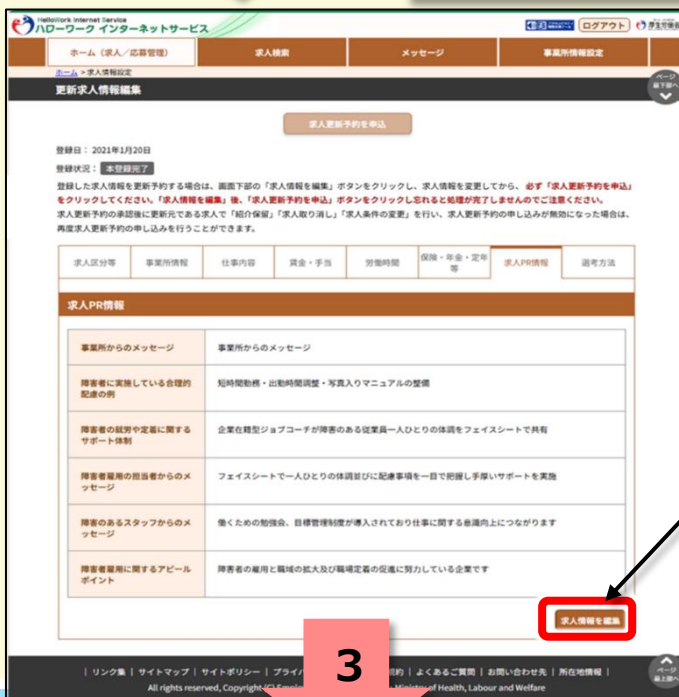 HelloWork Internet Service
ハローワーク インターネットサービス
ログアウト
ホーム（求人／応募管理）
求人検索
メッセージ
事業所情報設定
ホーム > 求人情報設定
更新求人情報編集
ページ
最下部へ
求人更新予約を申込
登録日： 2021年1月20日
登録状況： 本登録完了
登録した求人情報を更新予約する場合は、画面下部の「求人情報を編集」ボタンをクリックし、求人情報を変更してから、必ず「求人更新予約を申込」
をクリックしてください。「求人情報を編集」後、「求人更新予約を申込」ボタンをクリックし忘れると処理が完了しませんのでご注意ください。
求人更新予約の承認後に更新元である求人で「紹介保留」「求人取り消し」「求人条件の変更」を行い、求人更新予約の申し込みが無効になった場合は、
再度求人更新予約の申し込みを行うことができます。
求人区分等
事業所情報
仕事内容
賃金・手当
労働時間
保険・年金・定年
等
求人PR情報
選考方法
求人PR情報
事業所からのメッセージ
事業所からのメッセージ
障害者に実施している合理的
配慮の例
短時間勤務・出勤時間調整・写真入りマニュアルの整備
障害者の就労や定着に関する
サポート体制
企業在籍型ジョブコーチが障害のある従業員一人ひとりの体調をフェイスシートで共有
障害者雇用の担当者からのメ
ッセージ
フェイスシートで一人ひとりの体調並びに配慮事項を一目で把握し手厚いサポートを実施
障害のあるスタッフからのメ
ッセージ
働くための勉強会、目標管理制度が導入されており仕事に関する意識向上につながります
障害者雇用に関するアピール
ポイント
障害者の雇用と職域の拡大及び職場定着の促進に努力している企業です
求人情報を編集
3
| リンク集 | サイトマップ | サイトポリシー | プライバ
規約 | よくあるご質問 | お問い合わせ先 | 所在地情報 |
ページ
最上部へ
All rights reserved, Copyright
Ministry of Health, Labour and Welfare